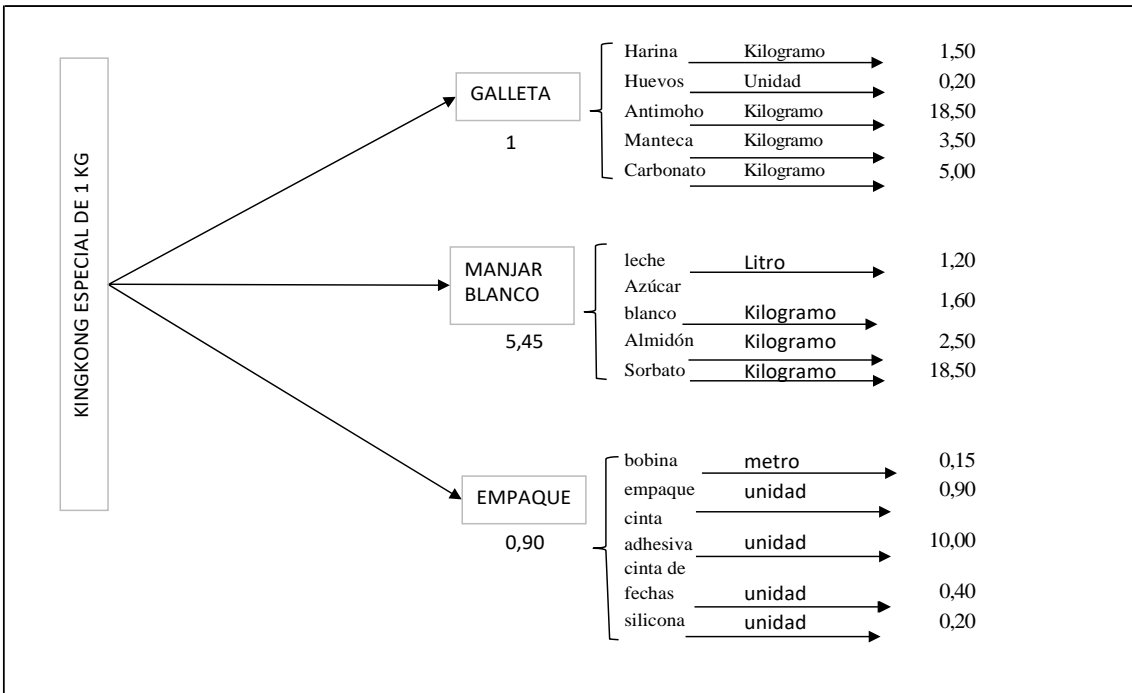 KINGKONG ESPECIAL DE 1 KG
GALLETA
1
Harina Kilogramo 1,50
Huevos Unidad 0,20
Antimoho Kilogramo 18,50
Manteca Kilogramo 3,50
Carbonato Kilogramo 5,00
MANJAR
BLANCO
5,45
leche Litro 1,20
Azúcar
blanco Kilogramo 1,60
Almidón Kilogramo 2,50
Sorbato Kilogramo 18,50
EMPAQUE
0,90
bobina metro 0,15
empaque unidad 0,90
cinta
adhesiva unidad 10,00
cinta de
fechas unidad 0,40
silicona unidad 0,20